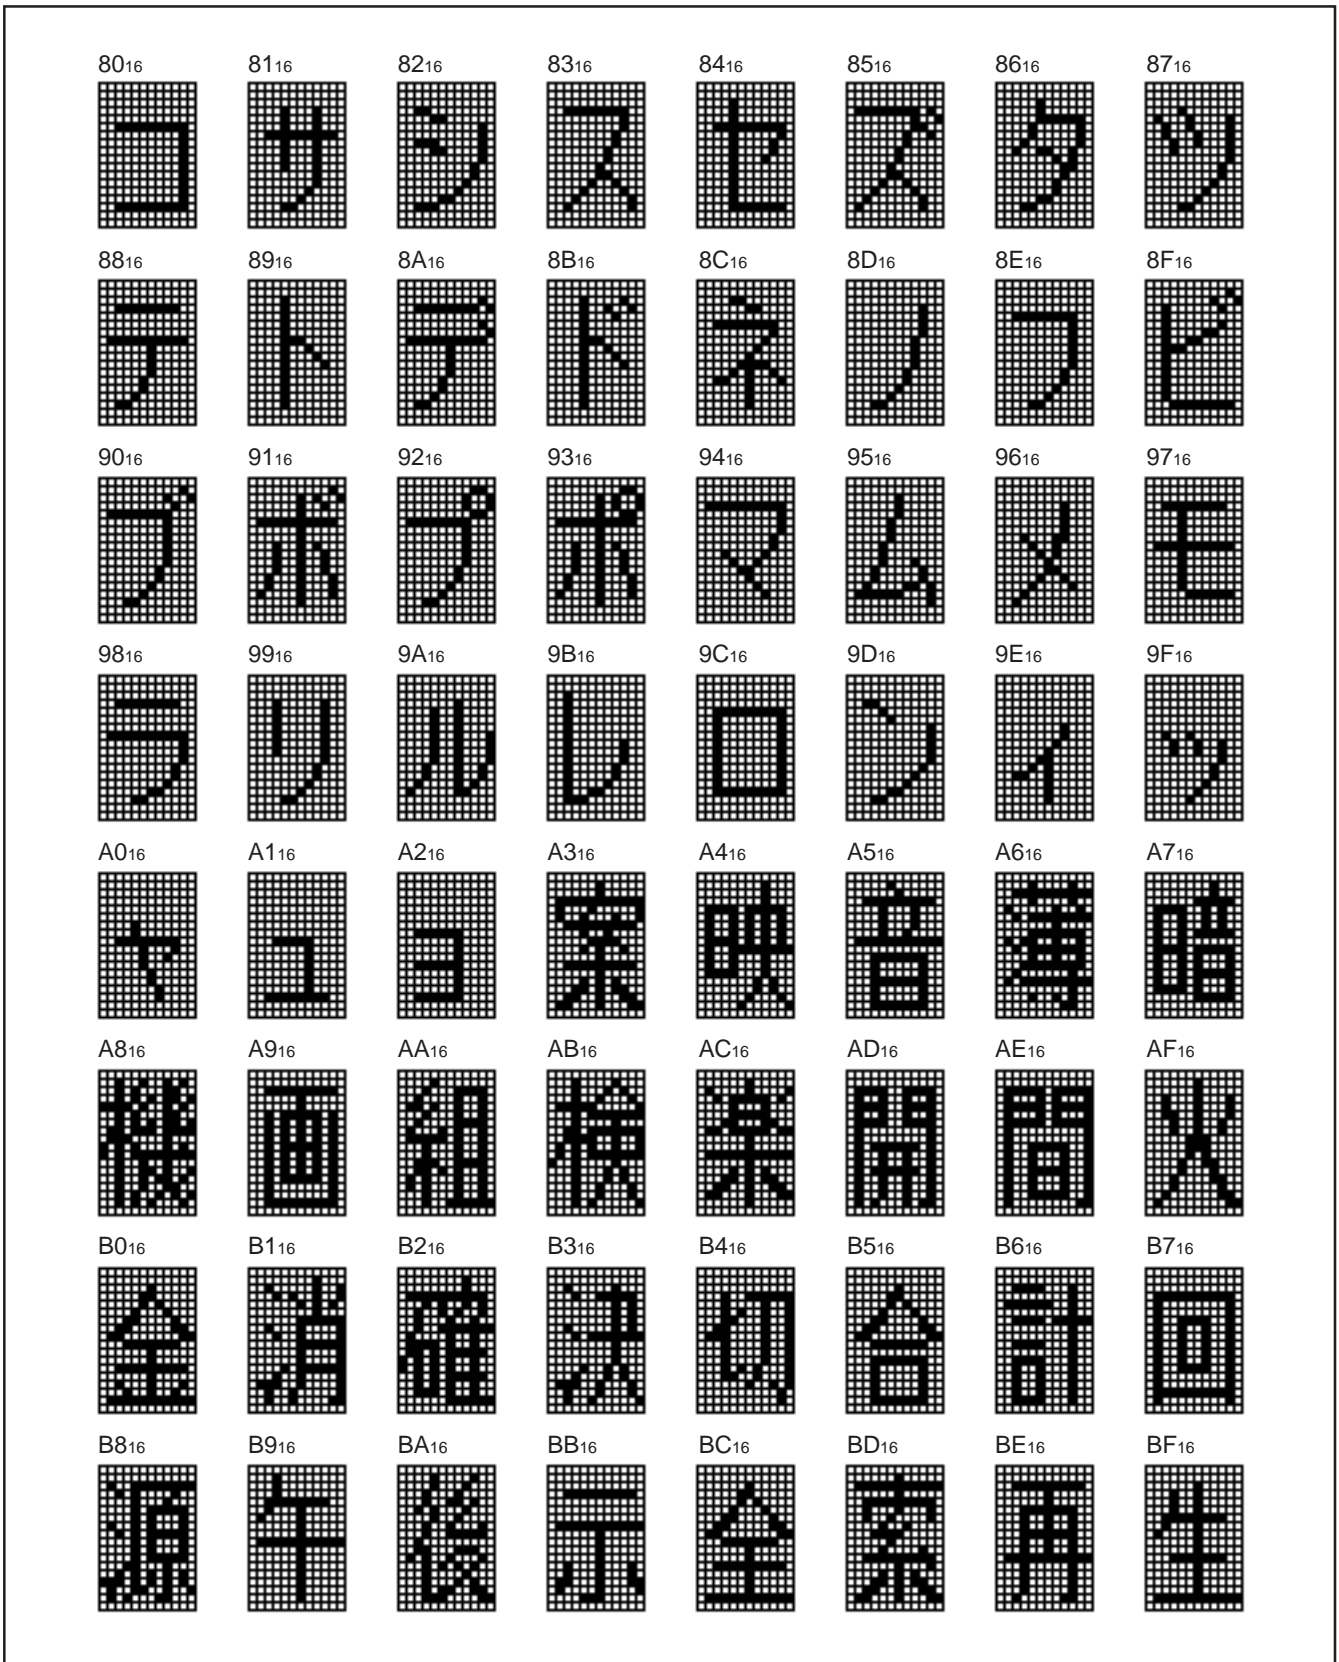 80₁₆ 81₁₆ 82₁₆ 83₁₆ 84₁₆ 85₁₆ 86₁₆ 87₁₆
コ サ シ ス セ ズ タ ツ
88₁₆ 89₁₆ 8A₁₆ 8B₁₆ 8C₁₆ 8D₁₆ 8E₁₆ 8F₁₆
テ ト デ ド ネ ノ フ ビ
90₁₆ 91₁₆ 92₁₆ 93₁₆ 94₁₆ 95₁₆ 96₁₆ 97₁₆
ブ ボ プ ポ マ ム メ モ
98₁₆ 99₁₆ 9A₁₆ 9B₁₆ 9C₁₆ 9D₁₆ 9E₁₆ 9F₁₆
ラ リ ル レ ロ ン ィ ッ
A0₁₆ A1₁₆ A2₁₆ A3₁₆ A4₁₆ A5₁₆ A6₁₆ A7₁₆
ャ ュ ョ 案 映 音 薄 暗
A8₁₆ A9₁₆ AA₁₆ AB₁₆ AC₁₆ AD₁₆ AE₁₆ AF₁₆
機 画 組 検 楽 開 間 火
B0₁₆ B1₁₆ B2₁₆ B3₁₆ B4₁₆ B5₁₆ B6₁₆ B7₁₆
金 消 確 決 切 合 計 回
B8₁₆ B9₁₆ BA₁₆ BB₁₆ BC₁₆ BD₁₆ BE₁₆ BF₁₆
源 午 後 示 全 索 再 生